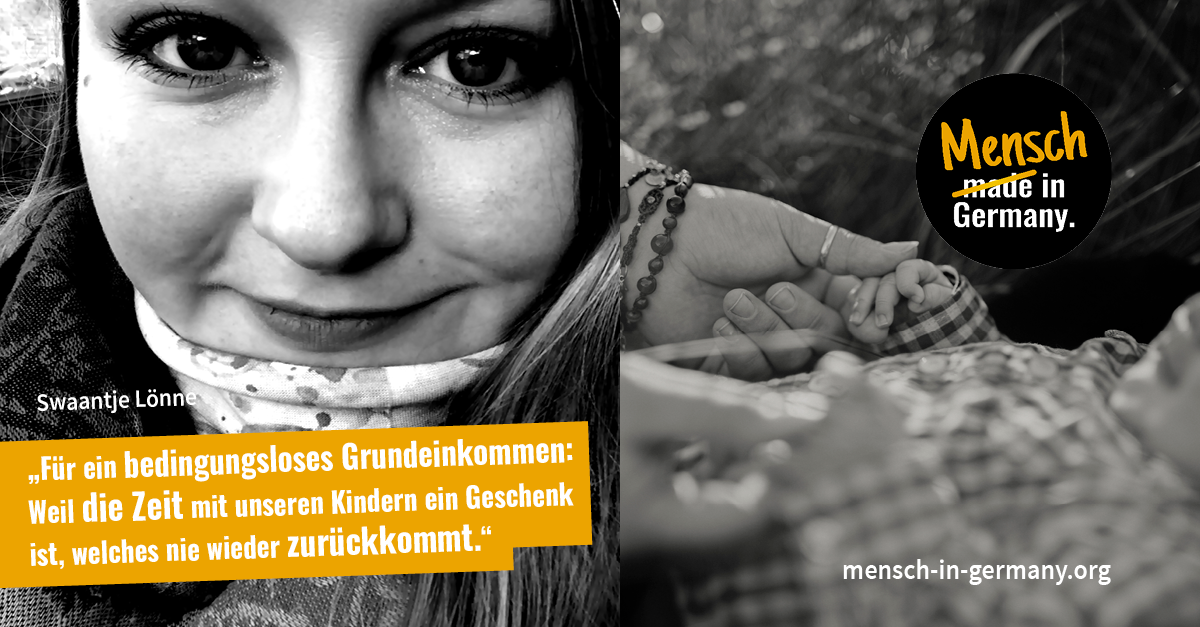 Swaantje Lönne
„Für ein bedingungsloses Grundeinkommen:
Weil die Zeit mit unseren Kindern ein Geschenk
ist, welches nie wieder zurückkommt.“
Mensch
made in
Germany.
mensch-in-germany.org